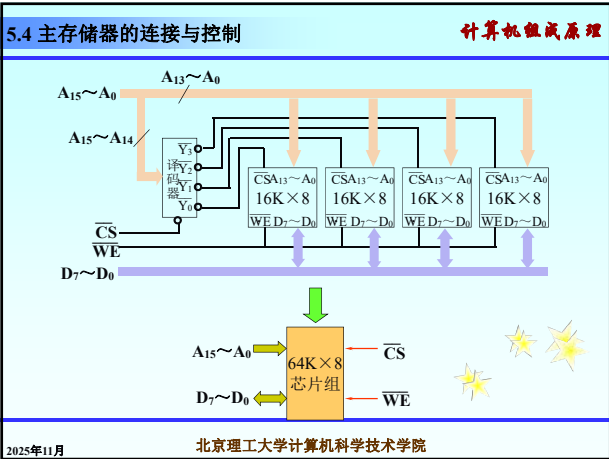 5.4 主存储器的连接与控制
计算机组成原理
A13～A0
A15～A0
A15～A14
译码器
Y3
Y2
Y1
Y0
CS A13～A0
16K×8
WE D7～D0
CS A13～A0
16K×8
WE D7～D0
CS A13～A0
16K×8
WE D7～D0
CS A13～A0
16K×8
WE D7～D0
CS
WE
D7～D0
A15～A0
64K×8
芯片组
CS
D7～D0
WE
2025年11月
北京理工大学计算机科学技术学院